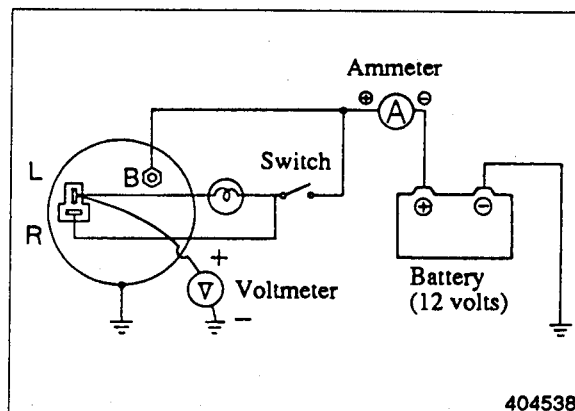 Ammeter
⊕ A ⊖
Switch
L
B
R
+
V
Voltmeter
−
⊕ ⊖
Battery
(12 volts)
404538